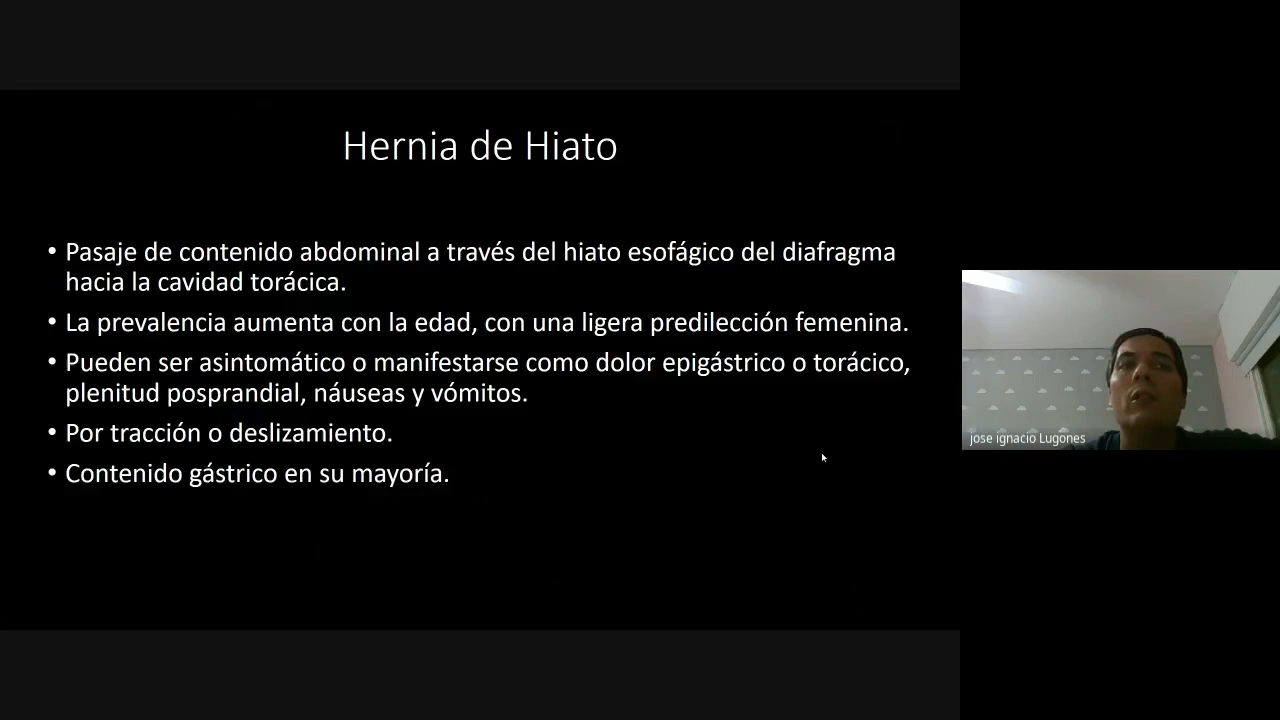 Hernia de Hiato
• Pasaje de contenido abdominal a través del hiato esofágico del diafragma
hacia la cavidad torácica.
• La prevalencia aumenta con la edad, con una ligera predilección femenina.
• Pueden ser asintomático o manifestarse como dolor epigástrico o torácico,
plenitud posprandial, náuseas y vómitos.
• Por tracción o deslizamiento.
• Contenido gástrico en su mayoría.
jose ignacio Lugones